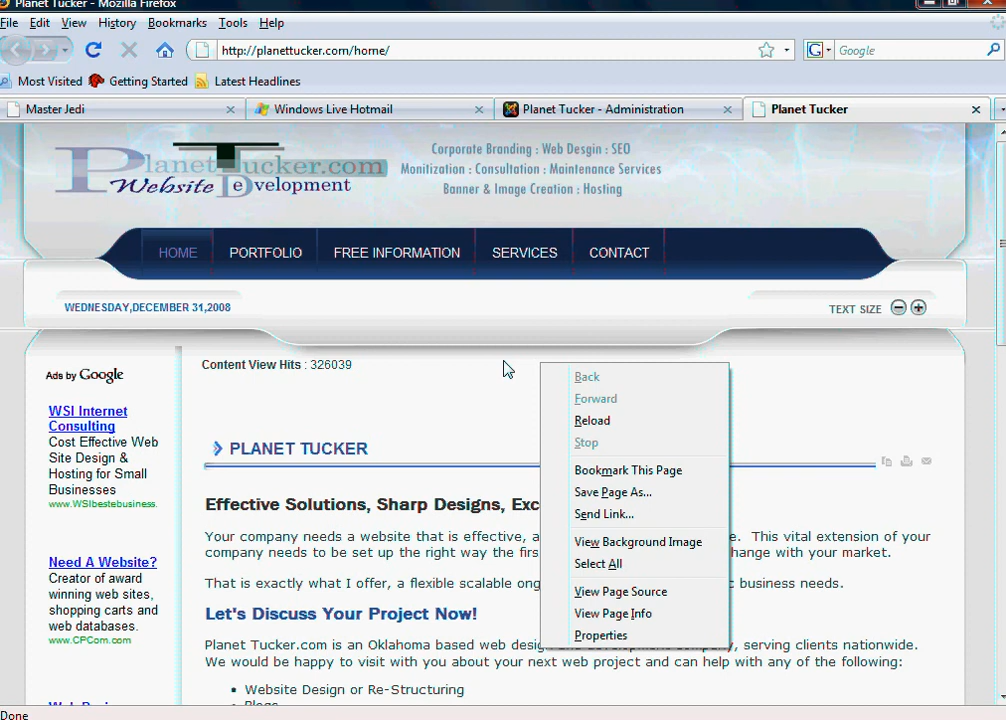 Planet Tucker - Mozilla Firefox
File Edit View History Bookmarks Tools Help
http://planettucker.com/home/
G Google
Most Visited Getting Started Latest Headlines
Master Jedi Windows Live Hotmail Planet Tucker - Administration Planet Tucker
PlanetTucker.com
Website Development
Corporate Branding : Web Desgin : SEO
Monitization : Consultation : Maintenance Services
Banner & Image Creation : Hosting
HOME PORTFOLIO FREE INFORMATION SERVICES CONTACT
WEDNESDAY,DECEMBER 31,2008
TEXT SIZE
Ads by Google
WSI Internet
Consulting
Cost Effective Web
Site Design &
Hosting for Small
Businesses
www.WSIbestebusiness.
Need A Website?
Creator of award
winning web sites,
shopping carts and
web databases.
www.CPCom.com
Content View Hits : 326039
PLANET TUCKER
Effective Solutions, Sharp Designs, Exc
Your company needs a website that is effective, a e. This vital extension of your
company needs to be set up the right way the firs hange with your market.
That is exactly what I offer, a flexible scalable ong c business needs.
Let's Discuss Your Project Now!
Planet Tucker.com is an Oklahoma based web design and development company, serving clients nationwide.
We would be happy to visit with you about your next web project and can help with any of the following:
Website Design or Re-Structuring
Blogs
Back
Forward
Reload
Stop
Bookmark This Page
Save Page As...
Send Link...
View Background Image
Select All
View Page Source
View Page Info
Properties
Done